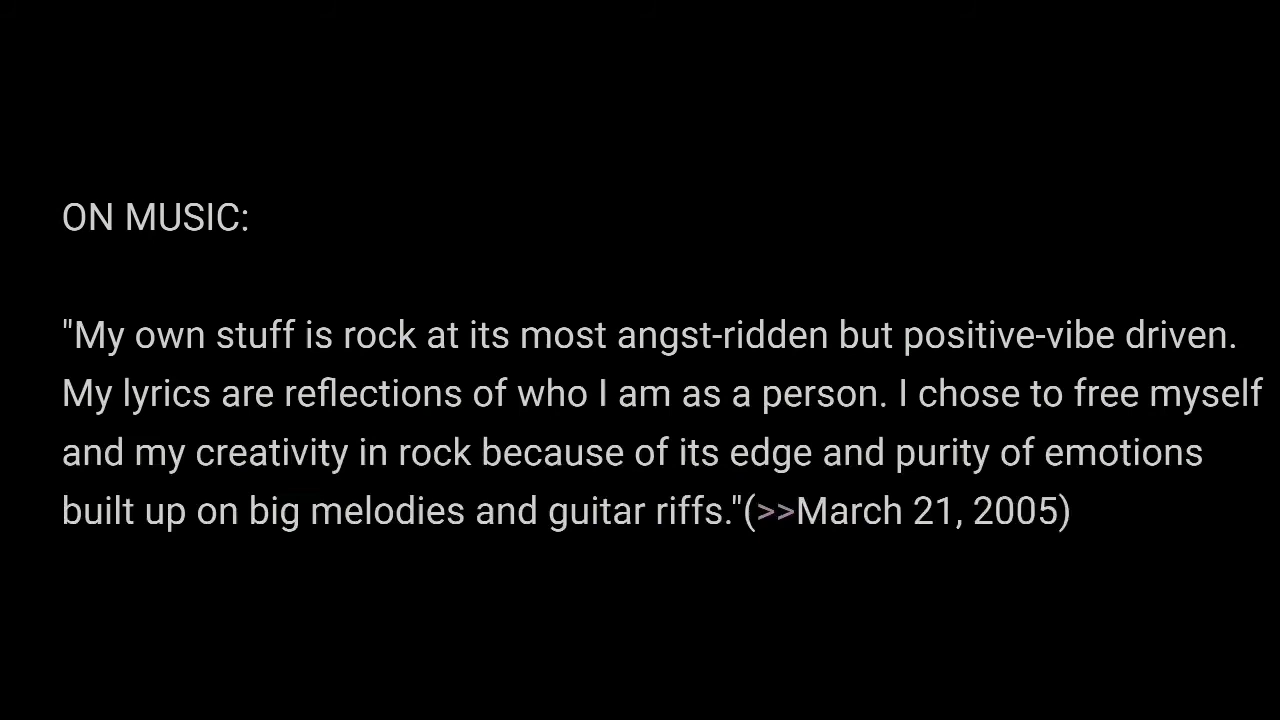 ON MUSIC:
"My own stuff is rock at its most angst-ridden but positive-vibe driven.
My lyrics are reflections of who I am as a person. I chose to free myself
and my creativity in rock because of its edge and purity of emotions
built up on big melodies and guitar riffs."(>>March 21, 2005)